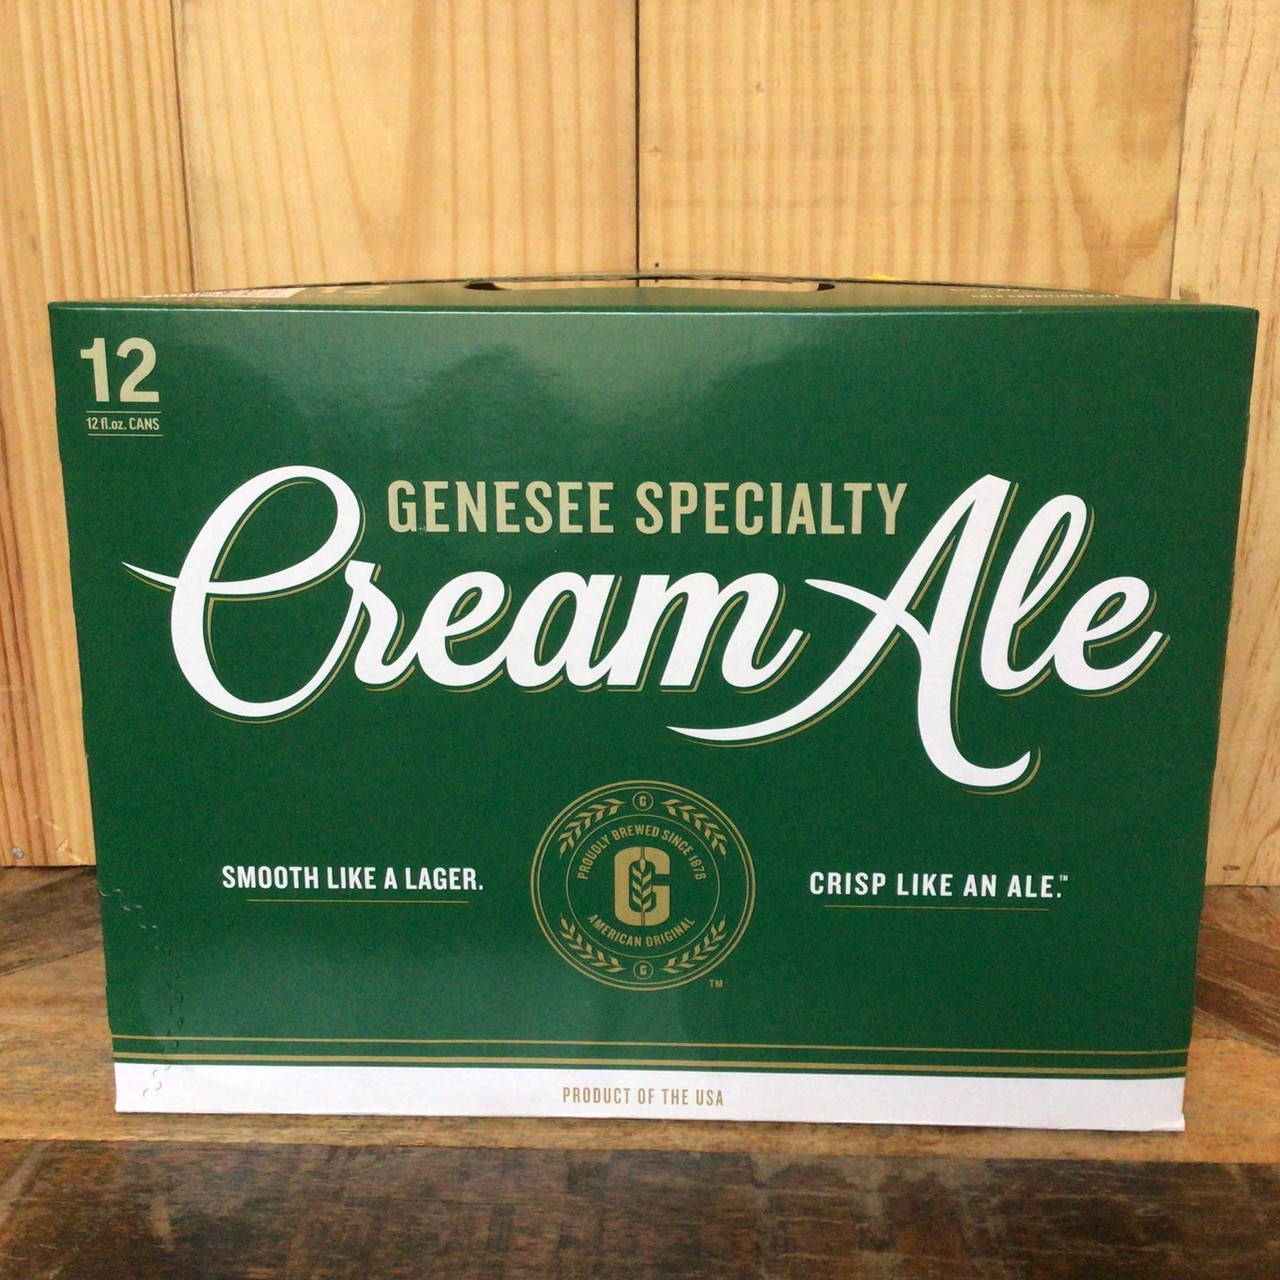 12
12 fl.oz. CANS
GENESEE SPECIALTY
Cream Ale
SMOOTH LIKE A LAGER.
G
PROUDLY BREWED SINCE 1878
G
AMERICAN ORIGINAL
G
TM
CRISP LIKE AN ALE.™
PRODUCT OF THE USA